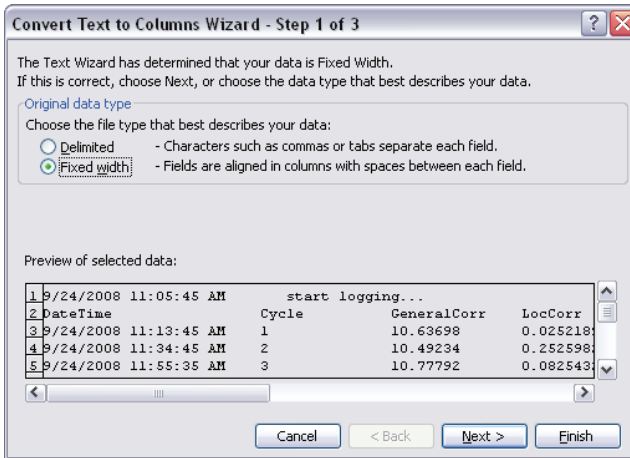 Convert Text to Columns Wizard - Step 1 of 3
The Text Wizard has determined that your data is Fixed Width.
If this is correct, choose Next, or choose the data type that best describes your data.
Original data type
Choose the file type that best describes your data:
Delimited - Characters such as commas or tabs separate each field.
Fixed width - Fields are aligned in columns with spaces between each field.
Preview of selected data:
1 9/24/2008 11:05:45 AM start logging...
2 DateTime Cycle GeneralCorr LocCorr
3 9/24/2008 11:13:45 AM 1 10.63698 0.025218
4 9/24/2008 11:34:45 AM 2 10.49234 0.252598
5 9/24/2008 11:55:35 AM 3 10.77792 0.082543
Cancel < Back Next > Finish